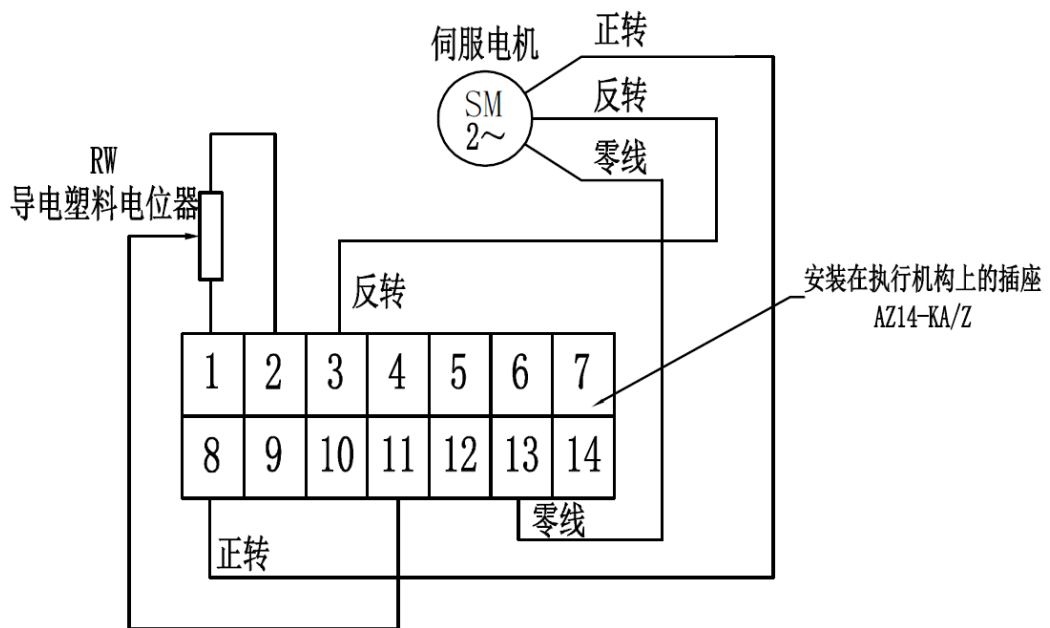 正转
伺服电机
SM
2～
反转
零线
RW
导电塑料电位器
反转
安装在执行机构上的插座
AZ14-KA/Z
1 2 3 4 5 6 7
8 9 10 11 12 13 14
零线
正转